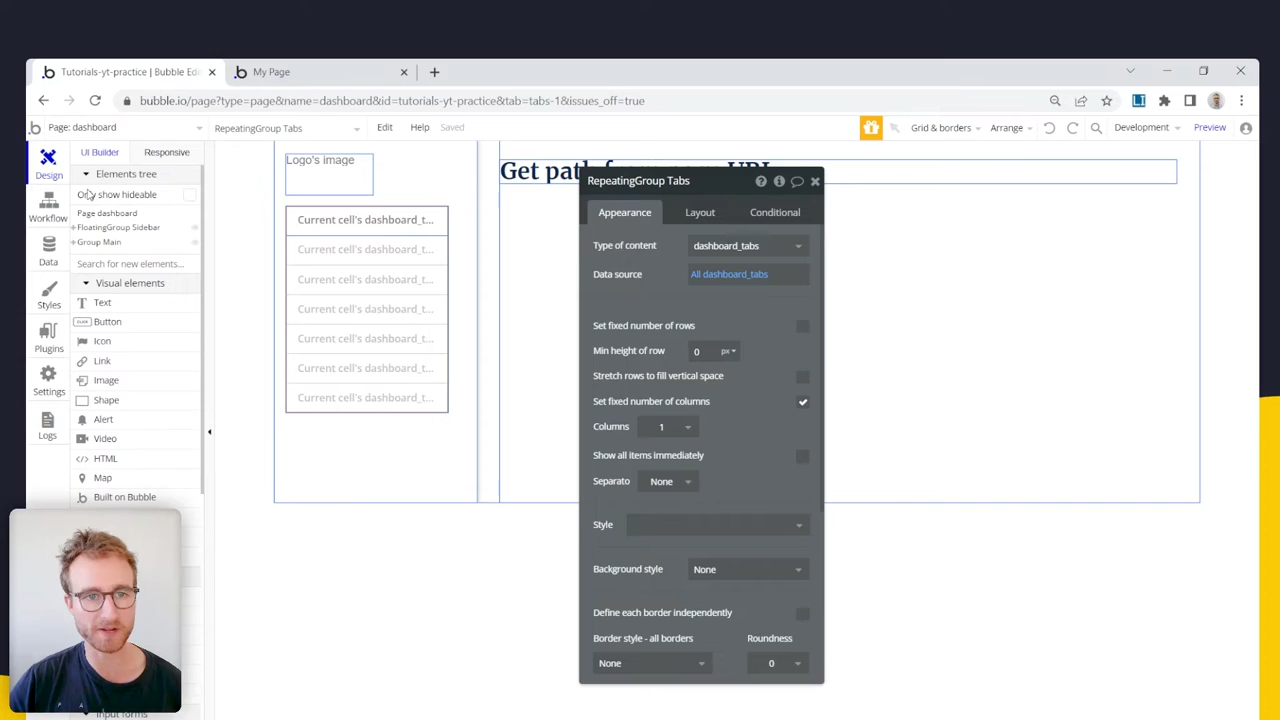 Tutorials-yt-practice | Bubble Edi
My Page
bubble.io/page?type=page&name=dashboard&id=tutorials-yt-practice&tab=tabs-1&issues_off=true
Page: dashboard
RepeatingGroup Tabs
Edit
Help
Saved
Grid & borders
Arrange
Development
Preview
Design
Workflow
Data
Styles
Plugins
Settings
Logs
UI Builder
Responsive
Elements tree
Only show hideable
Page dashboard
FloatingGroup Sidebar
Group Main
Search for new elements...
Visual elements
Text
Button
Icon
Link
Image
Shape
Alert
Video
HTML
Map
Built on Bubble
Input forms
Logo's image
Current cell's dashboard_t...
Current cell's dashboard_t...
Current cell's dashboard_t...
Current cell's dashboard_t...
Current cell's dashboard_t...
Current cell's dashboard_t...
Current cell's dashboard_t...
RepeatingGroup Tabs
Appearance
Layout
Conditional
Type of content
dashboard_tabs
Data source
All dashboard_tabs
Set fixed number of rows
Min height of row
0
px
Stretch rows to fill vertical space
Set fixed number of columns
Columns
1
Show all items immediately
Separato
None
Style
Background style
None
Define each border independently
Border style - all borders
Roundness
None
0